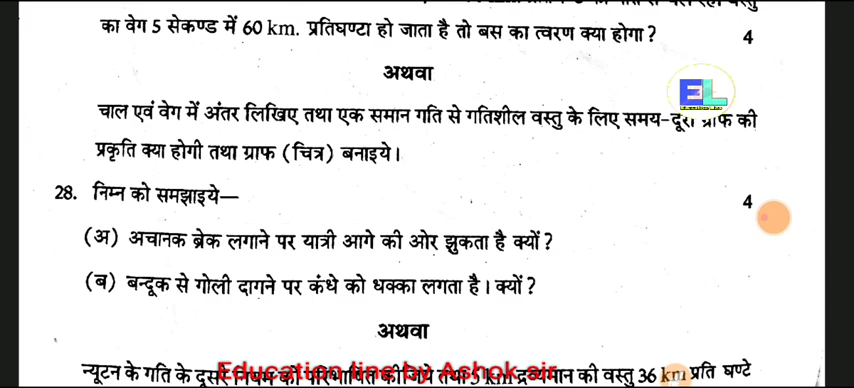 का वेग 5 सेकण्ड में 60 km. प्रतिघण्टा हो जाता है तो बस का त्वरण क्या होगा ? 4
अथवा
EL
चाल एवं वेग में अंतर लिखिए तथा एक समान गति से गतिशील वस्तु के लिए समय-दूरी ग्राफ की
प्रकृति क्या होगी तथा ग्राफ (चित्र) बनाइये।
28. निम्न को समझाइये— 4
(अ) अचानक ब्रेक लगाने पर यात्री आगे की ओर झुकता है क्यों ?
(ब) बन्दूक से गोली दागने पर कंधे को धक्का लगता है। क्यों ?
अथवा
न्यूटन के गति के दूसरे नियम को परिभाषित कीजिये तथा 5 km द्रव्यमान की वस्तु 36 km प्रति घण्टे
Education line by Ashok sir